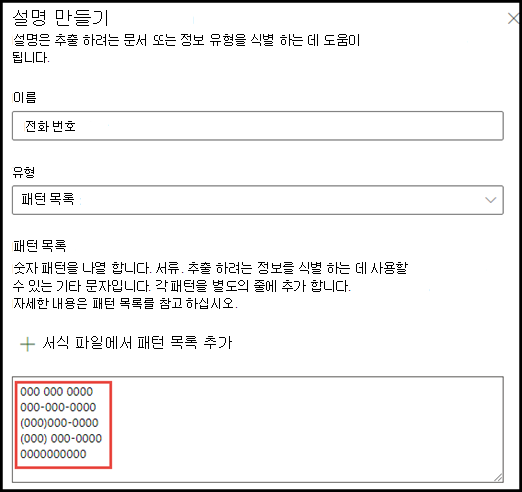 설명 만들기
설명은 추출 하려는 문서 또는 정보 유형을 식별 하는 데 도움이
됩니다.
이름
전화 번호
유형
패턴 목록
패턴 목록
숫자 패턴을 나열 합니다. 서류. 추출 하려는 정보를 식별 하는 데 사용할
수 있는 기타 문자입니다. 각 패턴을 별도의 줄에 추가 합니다.
자세한 내용은 패턴 목록를 참고 하십시오.
서식 파일에서 패턴 목록 추가
000 000 0000
000-000-0000
(000)000-0000
(000) 000-0000
0000000000